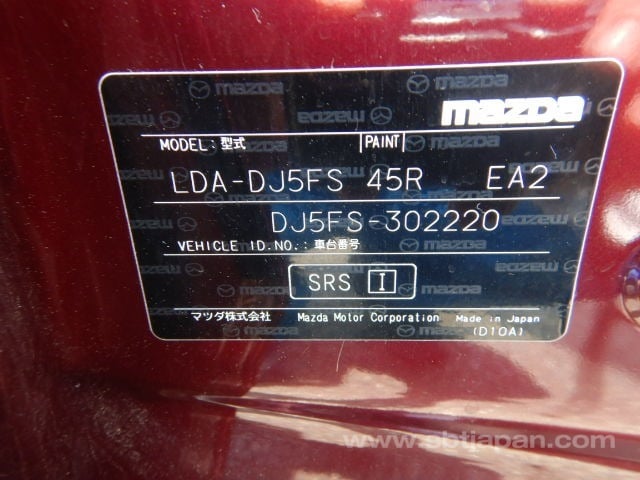 mazda
MODEL: 型式 PAINT
LDA-DJ5FS 45R EA2
DJ5FS-302220
VEHICLE ID.NO.: 車台番号
SRS I
マツダ株式会社 Mazda Motor Corporation Made in Japan
(D10A)
www.sbtjapan.com